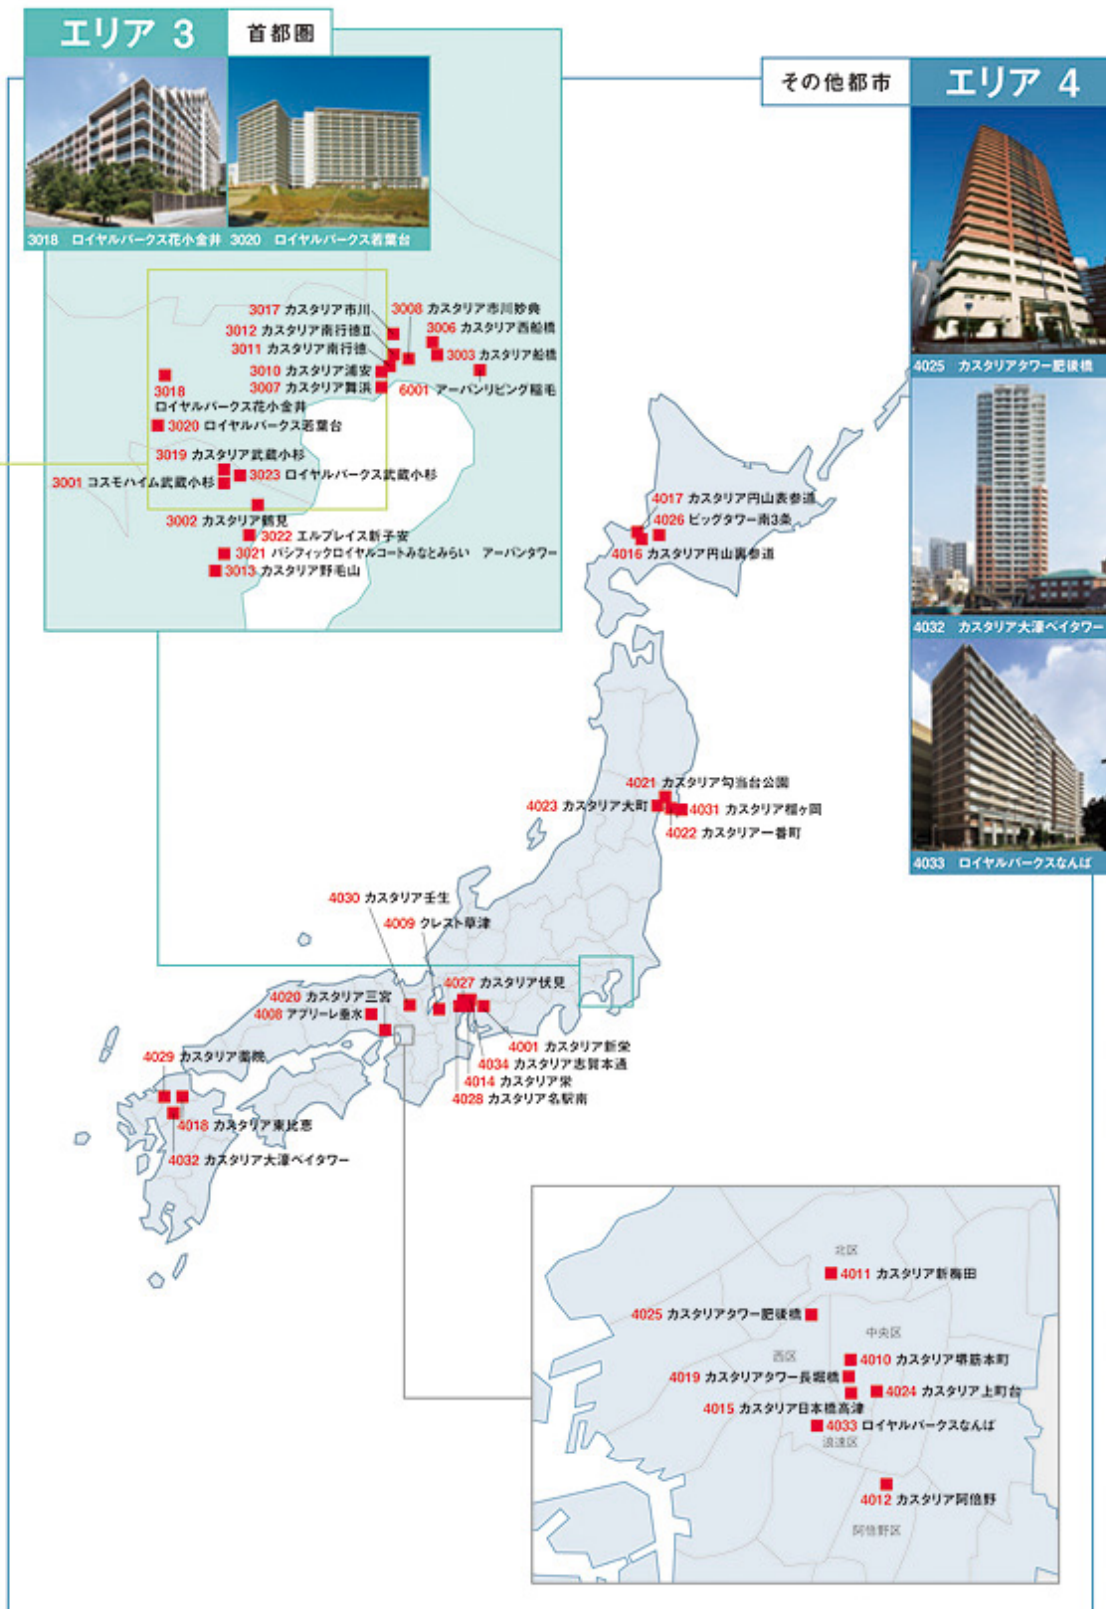 エリア 3 首都圏
3018 ロイヤルパークス花小金井 3020 ロイヤルパークス若葉台
3017 カスタリア市川
3008 カスタリア市川妙典
3012 カスタリア南行徳II
3006 カスタリア西船橋
3011 カスタリア南行徳
3003 カスタリア船橋
3010 カスタリア浦安
3007 カスタリア舞浜
6001 アーバンリビング稲毛
3018
ロイヤルパークス花小金井
3020 ロイヤルパークス若葉台
3019 カスタリア武蔵小杉
3023 ロイヤルパークス武蔵小杉
3001 コスモハイム武蔵小杉
3002 カスタリア鶴見
3022 エルプレイス新子安
3021 パシフィックロイヤルコートみなとみらい アーバンタワー
3013 カスタリア野毛山
その他都市 エリア 4
4025 カスタリアタワー肥後橋
4032 カスタリア大濠ベイタワー
4033 ロイヤルパークスなんば
4017 カスタリア円山表参道
4026 ビッグタワー南3条
4016 カスタリア円山裏参道
4021 カスタリア勾当台公園
4023 カスタリア大町
4031 カスタリア榴ヶ岡
4022 カスタリア一番町
4030 カスタリア壬生
4009 クレスト草津
4027 カスタリア伏見
4020 カスタリア三宮
4008 アプリーレ垂水
4001 カスタリア新栄
4034 カスタリア志賀本通
4014 カスタリア栄
4028 カスタリア名駅南
4029 カスタリア薬院
4018 カスタリア東比恵
4032 カスタリア大濠ベイタワー
北区
4011 カスタリア新梅田
4025 カスタリアタワー肥後橋
中央区
西区
4010 カスタリア堺筋本町
4019 カスタリアタワー長堀橋
4024 カスタリア上町台
4015 カスタリア日本橋高津
4033 ロイヤルパークスなんば
浪速区
4012 カスタリア阿倍野
阿倍野区